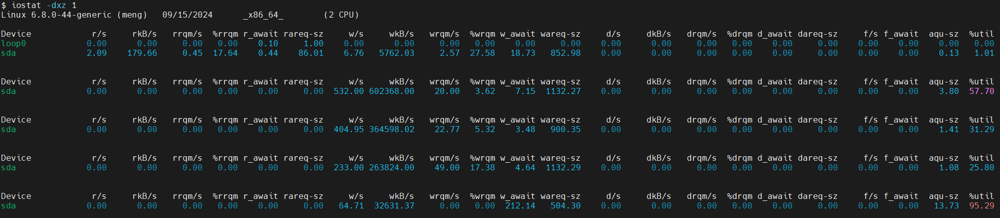 $ iostat -dxz 1
Linux 6.8.0-44-generic (meng) 09/15/2024 _x86_64_ (2 CPU)
Device r/s rkB/s rrqm/s %rrqm r_await rareq-sz w/s wkB/s wrqm/s %wrqm w_await wareq-sz d/s dkB/s drqm/s %drqm d_await dareq-sz f/s f_await aqu-sz %util
loop0 0.00 0.00 0.00 0.00 0.10 1.00 0.00 0.00 0.00 0.00 0.00 0.00 0.00 0.00 0.00 0.00 0.00 0.00 0.00 0.00 0.00 0.00
sda 2.09 179.66 0.45 17.64 0.44 86.01 6.76 5762.03 2.57 27.58 18.73 852.98 0.00 0.00 0.00 0.00 0.00 0.00 0.00 0.00 0.13 1.01
Device r/s rkB/s rrqm/s %rrqm r_await rareq-sz w/s wkB/s wrqm/s %wrqm w_await wareq-sz d/s dkB/s drqm/s %drqm d_await dareq-sz f/s f_await aqu-sz %util
sda 0.00 0.00 0.00 0.00 0.00 0.00 532.00 602368.00 20.00 3.62 7.15 1132.27 0.00 0.00 0.00 0.00 0.00 0.00 0.00 0.00 3.80 57.70
Device r/s rkB/s rrqm/s %rrqm r_await rareq-sz w/s wkB/s wrqm/s %wrqm w_await wareq-sz d/s dkB/s drqm/s %drqm d_await dareq-sz f/s f_await aqu-sz %util
sda 0.00 0.00 0.00 0.00 0.00 0.00 404.95 364598.02 22.77 5.32 3.48 900.35 0.00 0.00 0.00 0.00 0.00 0.00 0.00 0.00 1.41 31.29
Device r/s rkB/s rrqm/s %rrqm r_await rareq-sz w/s wkB/s wrqm/s %wrqm w_await wareq-sz d/s dkB/s drqm/s %drqm d_await dareq-sz f/s f_await aqu-sz %util
sda 0.00 0.00 0.00 0.00 0.00 0.00 233.00 263824.00 49.00 17.38 4.64 1132.29 0.00 0.00 0.00 0.00 0.00 0.00 0.00 0.00 1.08 25.80
Device r/s rkB/s rrqm/s %rrqm r_await rareq-sz w/s wkB/s wrqm/s %wrqm w_await wareq-sz d/s dkB/s drqm/s %drqm d_await dareq-sz f/s f_await aqu-sz %util
sda 0.00 0.00 0.00 0.00 0.00 0.00 64.71 32631.37 0.00 0.00 212.14 504.30 0.00 0.00 0.00 0.00 0.00 0.00 0.00 0.00 13.73 95.29